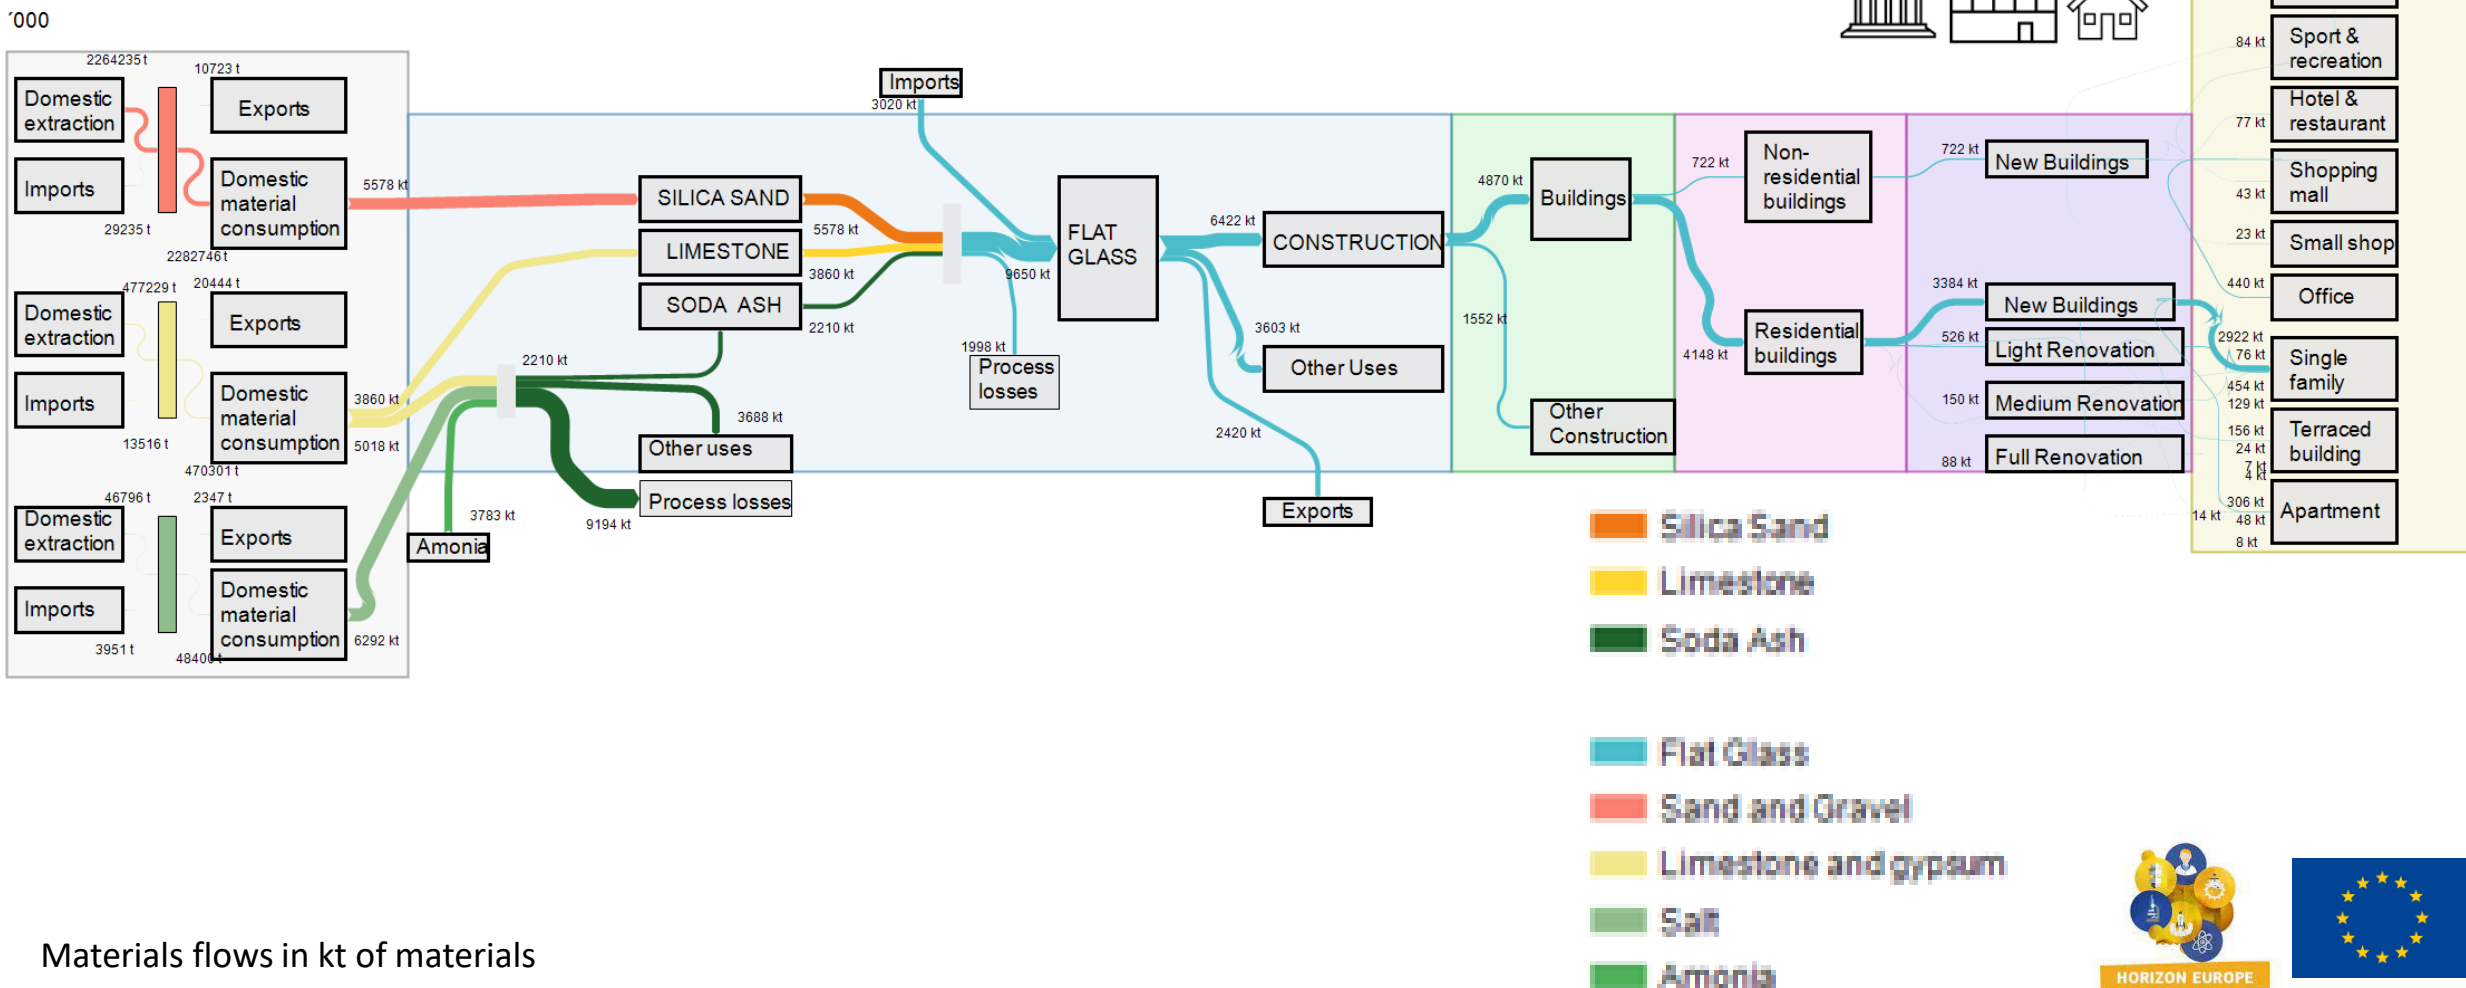 ´000
2264235 t
10723 t
Domestic
extraction
Exports
Imports
Domestic
material
consumption
29235 t
2282746 t
5578 kt
477229 t
20444 t
Domestic
extraction
Exports
Imports
Domestic
material
consumption
13516 t
470301 t
3860 kt
5018 kt
46796 t
2347 t
Domestic
extraction
Exports
Imports
Domestic
material
consumption
3951 t
48400 t
6292 kt
Imports
3020 kt
SILICA SAND
5578 kt
LIMESTONE
3860 kt
SODA ASH
2210 kt
2210 kt
3688 kt
Other uses
Process losses
9194 kt
3783 kt
Amonia
9650 kt
1998 kt
Process
losses
FLAT
GLASS
6422 kt
CONSTRUCTION
3603 kt
Other Uses
2420 kt
Exports
4870 kt
Buildings
1552 kt
Other
Construction
722 kt
Non-
residential
buildings
4148 kt
Residential
buildings
722 kt
New Buildings
3384 kt
New Buildings
526 kt
Light Renovation
150 kt
Medium Renovation
88 kt
Full Renovation
84 kt
Sport &
recreation
77 kt
Hotel &
restaurant
43 kt
Shopping
mall
23 kt
Small shop
440 kt
Office
2922 kt
76 kt
454 kt
129 kt
Single
family
156 kt
24 kt
7 kt
4 kt
Terraced
building
306 kt
14 kt
48 kt
8 kt
Apartment
Silica Sand
Limestone
Soda Ash
Flat Glass
Sand and Gravel
Limestone and gypsum
Salt
Amonia
Materials flows in kt of materials
HORIZON EUROPE